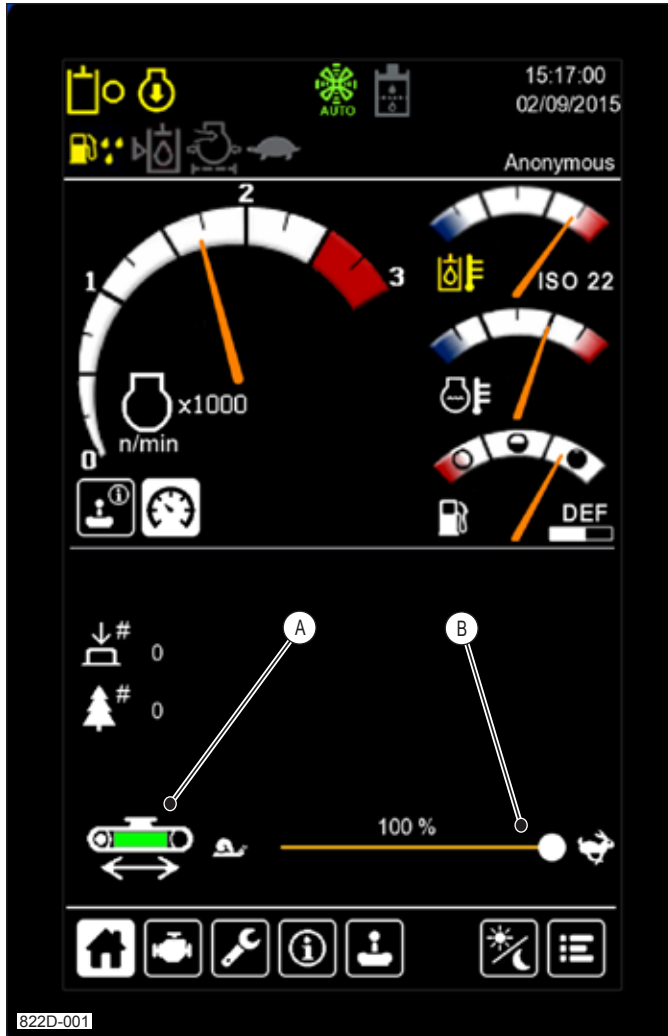 15:17:00
AUTO
02/09/2015
Anonymous
2
1
3
ISO 22
x1000
n/min
0
DEF
A
B
# 0
# 0
100 %
822D-001